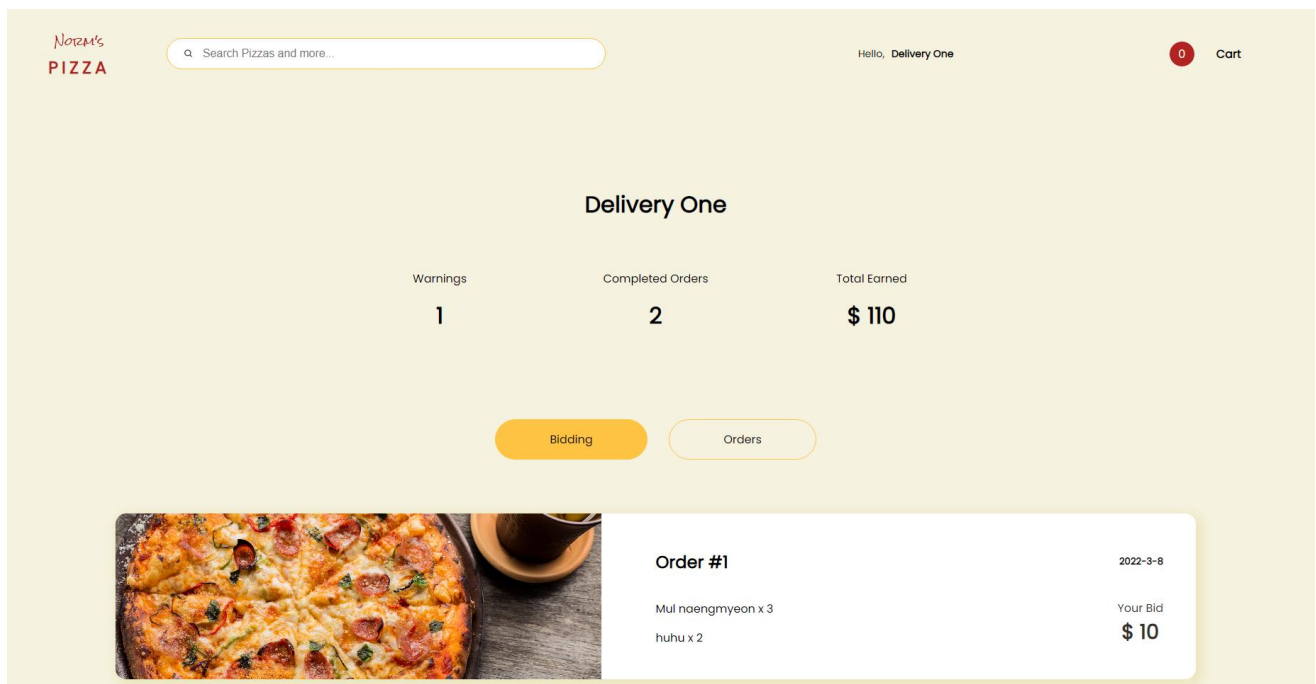 Norm's
PIZZA
Search Pizzas and more...
Hello, Delivery One
0 Cart
Delivery One
Warnings Completed Orders Total Earned
1 2 $ 110
Bidding Orders
Order #1 2022-3-8
Mul naengmyeon x 3 Your Bid
huhu x 2 $ 10